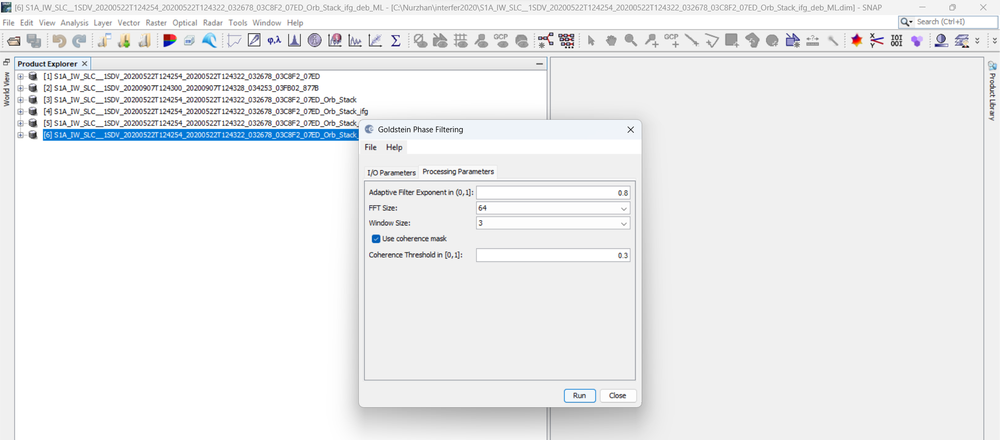 [6] S1A_IW_SLC__1SDV_20200522T124254_20200522T124322_032678_03C8F2_07ED_Orb_Stack_ifg_deb_ML - [C:\Nurzhan\interfer2020\S1A_IW_SLC__1SDV_20200522T124254_20200522T124322_032678_03C8F2_07ED_Orb_Stack_ifg_deb_ML.dim] - SNAP
File Edit View Analysis Layer Vector Raster Optical Radar Tools Window Help
Search (Ctrl+I)
φ,λ
Σ
GCP
GCP
Product Explorer
World View
Product Library
[1] S1A_IW_SLC__1SDV_20200522T124254_20200522T124322_032678_03C8F2_07ED
[2] S1A_IW_SLC__1SDV_20200907T124300_20200907T124328_034253_03FB02_877B
[3] S1A_IW_SLC__1SDV_20200522T124254_20200522T124322_032678_03C8F2_07ED_Orb_Stack
[4] S1A_IW_SLC__1SDV_20200522T124254_20200522T124322_032678_03C8F2_07ED_Orb_Stack_ifg
[5] S1A_IW_SLC__1SDV_20200522T124254_20200522T124322_032678_03C8F2_07ED_Orb_Stack_
[6] S1A_IW_SLC__1SDV_20200522T124254_20200522T124322_032678_03C8F2_07ED_Orb_Stack_
Goldstein Phase Filtering
File Help
I/O Parameters Processing Parameters
Adaptive Filter Exponent in (0,1]: 0.8
FFT Size: 64
Window Size: 3
Use coherence mask
Coherence Threshold in [0,1]: 0.3
Run Close